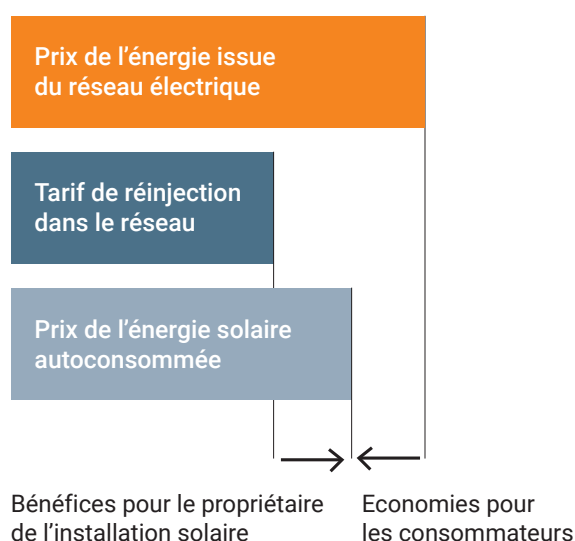 Prix de l’énergie issue
du réseau électrique
Tarif de réinjection
dans le réseau
Prix de l’énergie solaire
autoconsommée
Bénéfices pour le propriétaire
de l’installation solaire
Economies pour
les consommateurs